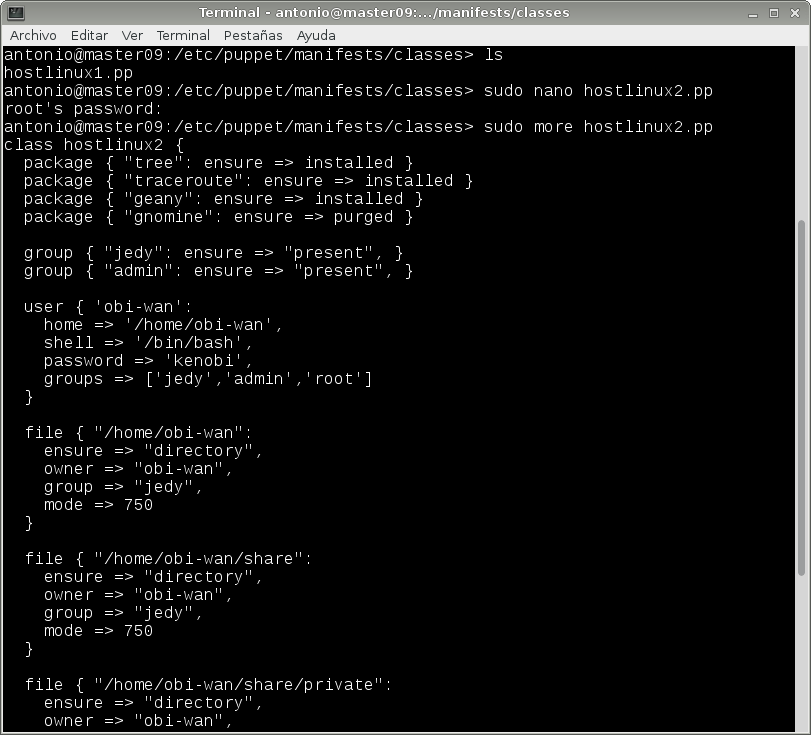 Terminal - antonio@master09:.../manifests/classes
Archivo Editar Ver Terminal Pestañas Ayuda
antonio@master09:/etc/puppet/manifests/classes> ls
hostlinux1.pp
antonio@master09:/etc/puppet/manifests/classes> sudo nano hostlinux2.pp
root's password:
antonio@master09:/etc/puppet/manifests/classes> sudo more hostlinux2.pp
class hostlinux2 {
  package { "tree": ensure => installed }
  package { "traceroute": ensure => installed }
  package { "geany": ensure => installed }
  package { "gnomine": ensure => purged }

  group { "jedy": ensure => "present", }
  group { "admin": ensure => "present", }

  user { 'obi-wan':
    home => '/home/obi-wan',
    shell => '/bin/bash',
    password => 'kenobi',
    groups => ['jedy','admin','root']
  }

  file { "/home/obi-wan":
    ensure => "directory",
    owner => "obi-wan",
    group => "jedy",
    mode => 750
  }

  file { "/home/obi-wan/share":
    ensure => "directory",
    owner => "obi-wan",
    group => "jedy",
    mode => 750
  }

  file { "/home/obi-wan/share/private":
    ensure => "directory",
    owner => "obi-wan",